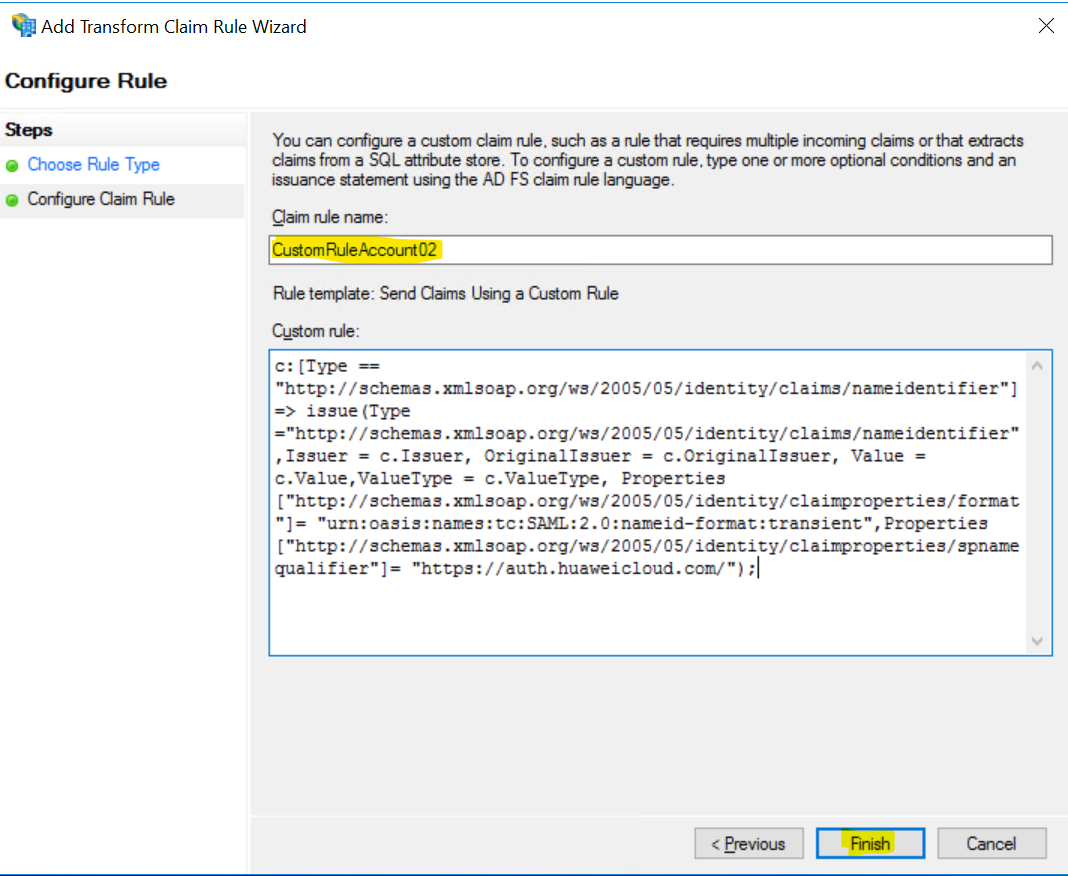 Add Transform Claim Rule Wizard
Configure Rule
Steps
Choose Rule Type
Configure Claim Rule
You can configure a custom claim rule, such as a rule that requires multiple incoming claims or that extracts
claims from a SQL attribute store. To configure a custom rule, type one or more optional conditions and an
issuance statement using the AD FS claim rule language.
Claim rule name:
CustomRuleAccount02
Rule template: Send Claims Using a Custom Rule
Custom rule:
c:[Type ==
"http://schemas.xmlsoap.org/ws/2005/05/identity/claims/nameidentifier"]
=> issue(Type
="http://schemas.xmlsoap.org/ws/2005/05/identity/claims/nameidentifier"
,Issuer = c.Issuer, OriginalIssuer = c.OriginalIssuer, Value =
c.Value,ValueType = c.ValueType, Properties
["http://schemas.xmlsoap.org/ws/2005/05/identity/claimproperties/format
"]= "urn:oasis:names:tc:SAML:2.0:nameid-format:transient",Properties
["http://schemas.xmlsoap.org/ws/2005/05/identity/claimproperties/spname
qualifier"]= "https://auth.huaweicloud.com/");
< Previous
Finish
Cancel